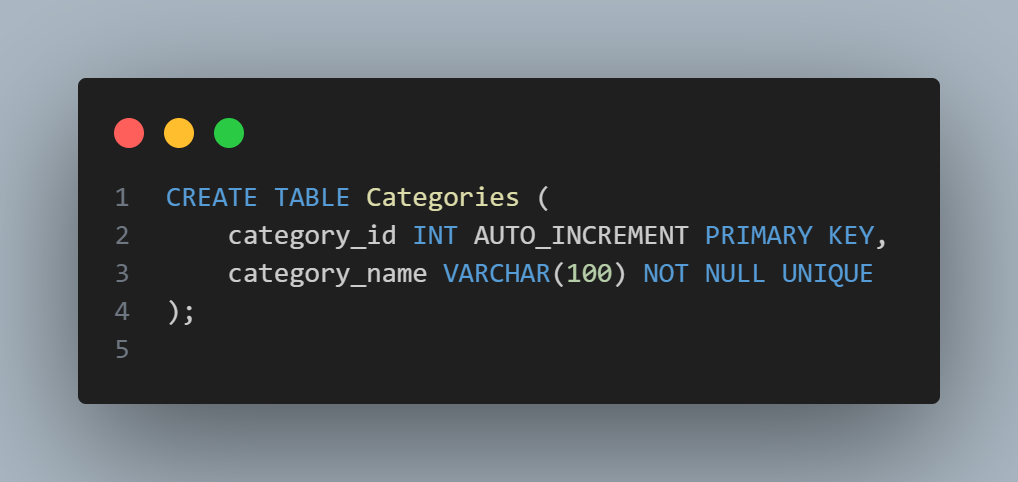 1 CREATE TABLE Categories (
2     category_id INT AUTO_INCREMENT PRIMARY KEY,
3     category_name VARCHAR(100) NOT NULL UNIQUE
4 );
5